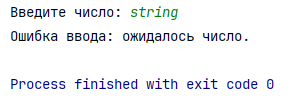 Введите число: string
Ошибка ввода: ожидалось число.
Process finished with exit code 0